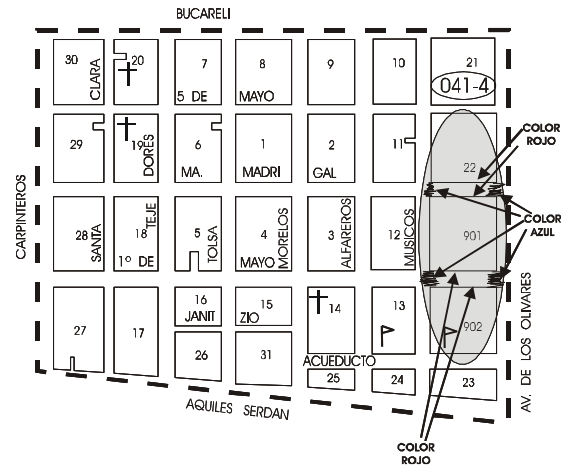 BUCARELI
30 20 7 8 9 10 21
CLARA
5 DE MAYO
041-4
29 19 6 1 2 11 22
DORES
MA. MADRI GAL
COLOR
ROJO
CARPINTEROS
28 18 5 4 3 12 901
SANTA
TEJE
TOLSA
MORELOS
ALFAREROS
MUSICOS
1º DE MAYO
COLOR
AZUL
27 17 16 15 14 13 902
JANIT ZIO
26 31
ACUEDUCTO
25 24 23
AV. DE LOS OLIVARES
AQUILES SERDAN
COLOR
ROJO